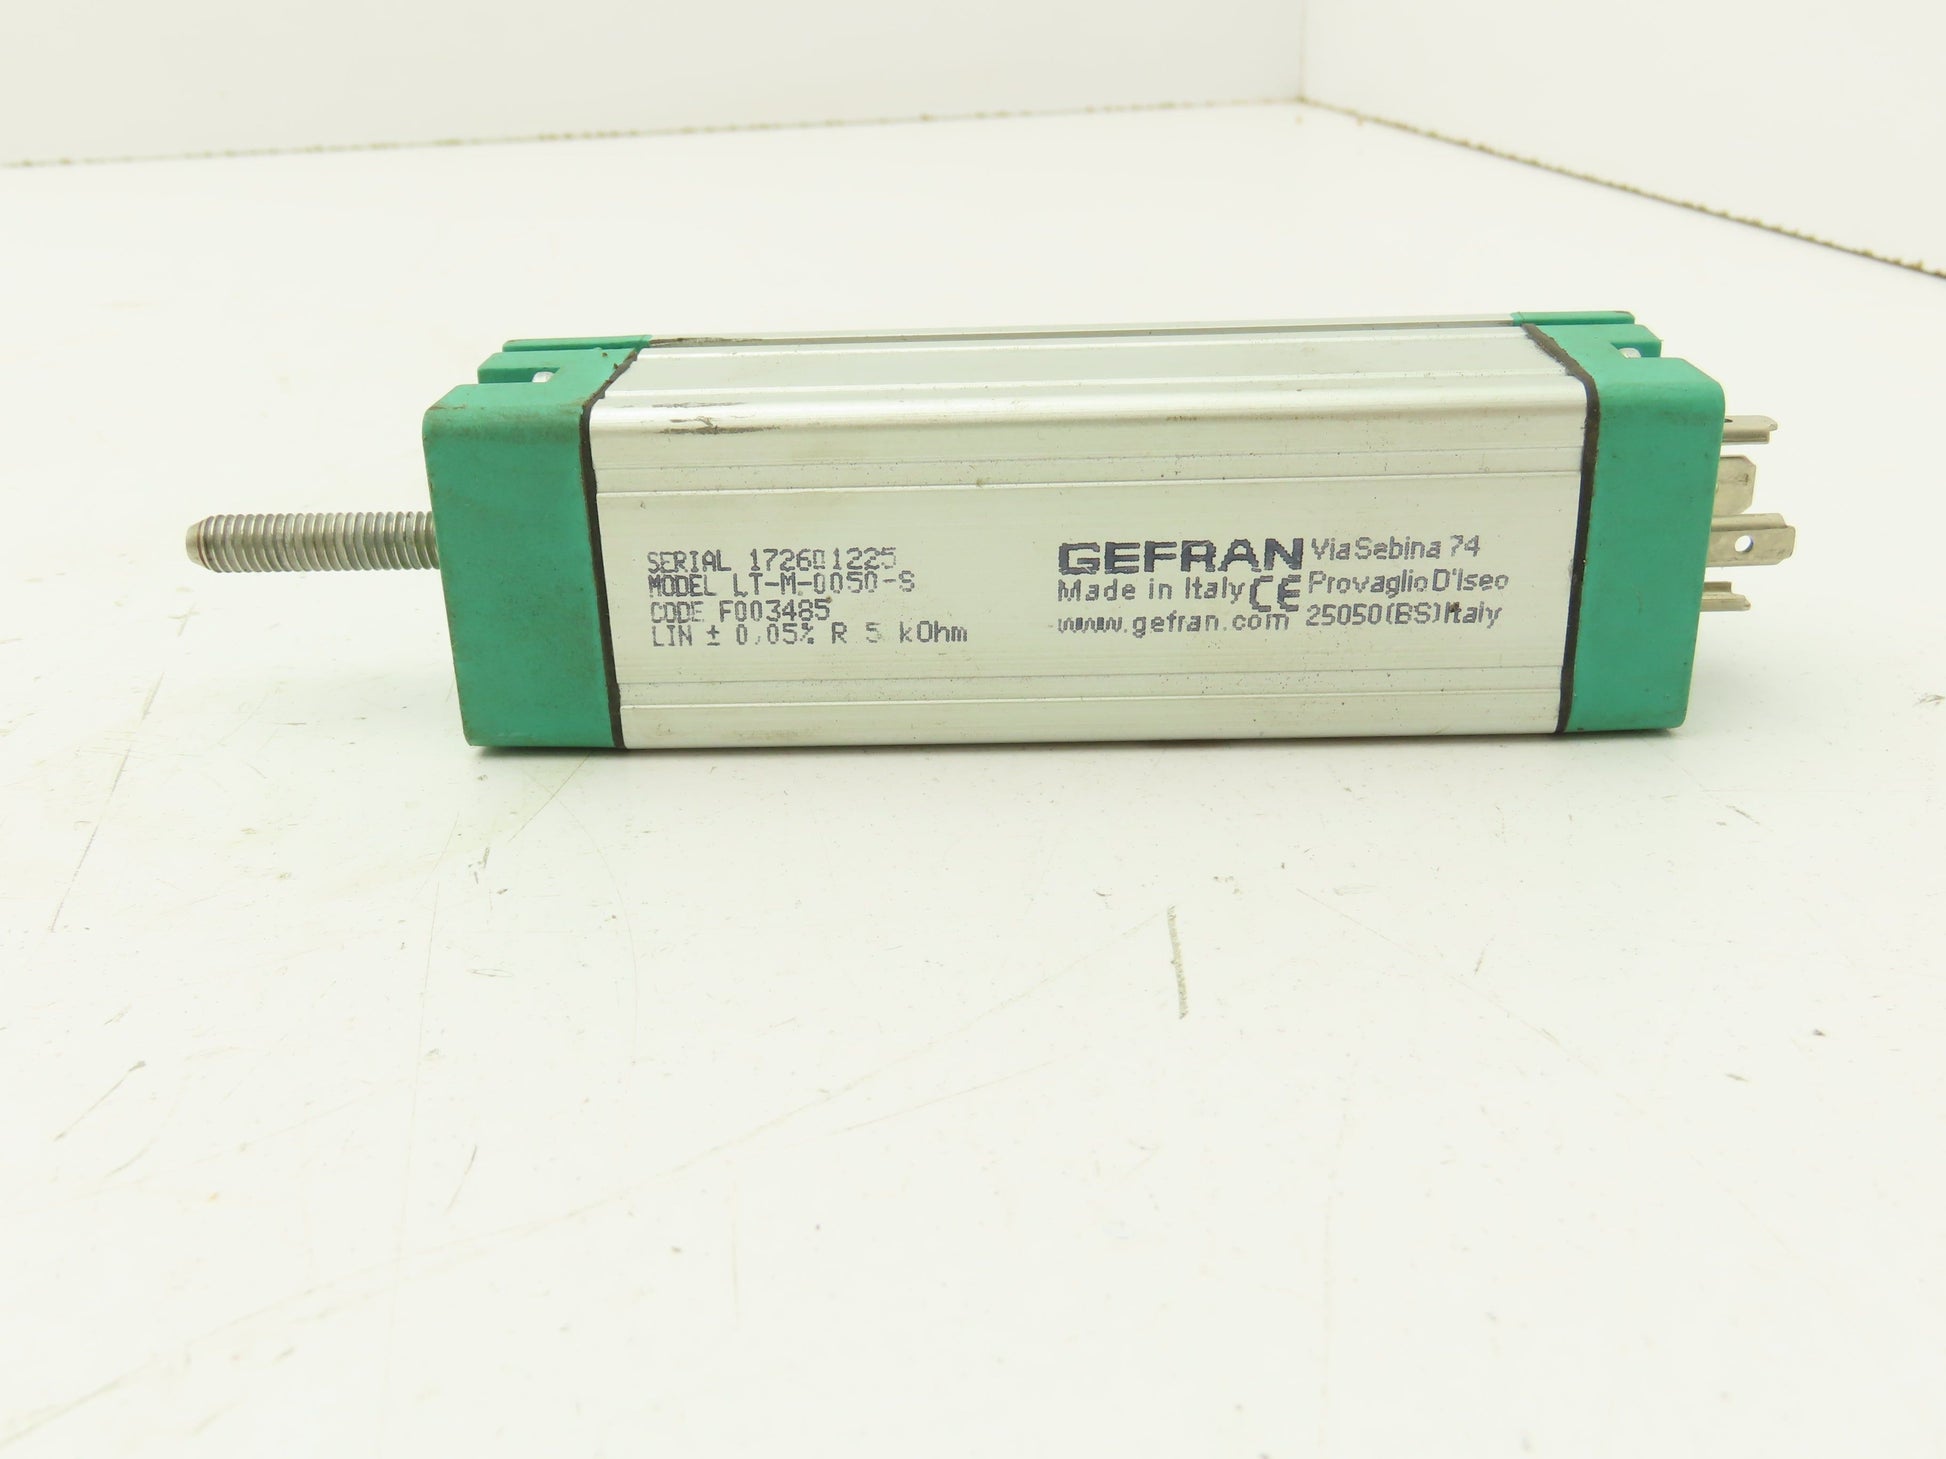 SERIAL 172601225
MODEL LT-M-0050-S
CODE F003485
LIN ± 0,05% R 5 kOhm
GEFRAN
Made in Italy CE
www.gefran.com
Via Sebina 74
Provaglio D'Iseo
25050(BS)Italy